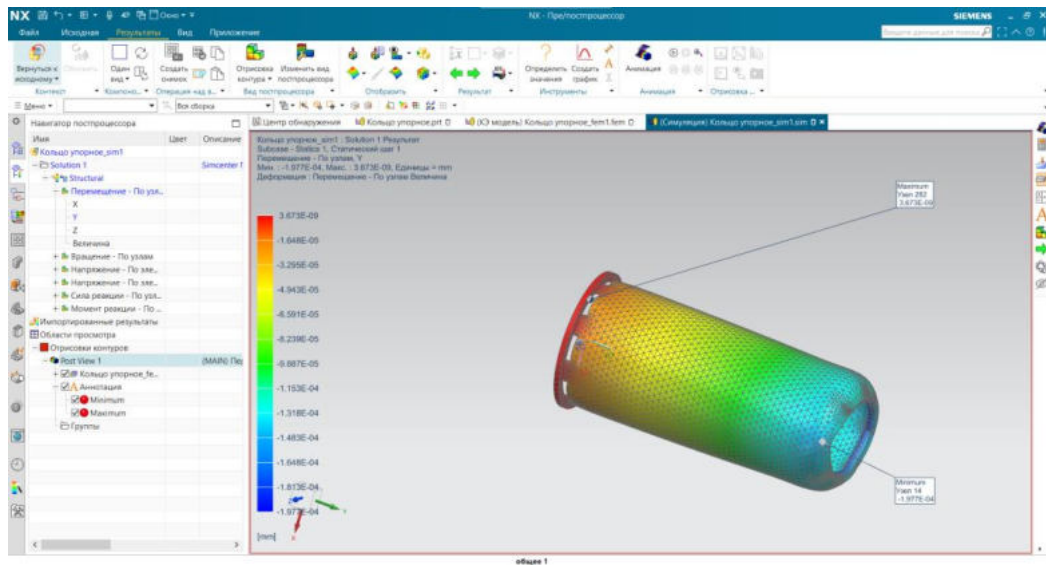 NX
Окно
NX - Пре/постпроцессор
SIEMENS
Файл Исходная Результаты Вид Приложение
Вернуться к исходному
Обновить
Один вид
Создать снимок
Отрисовка контура
Изменить вид постпроцессора
Определить значения
Создать график
Анимация
Контекст
Операция над в...
Вид постпроцессора
Отобразить
Результат
Инструменты
Анимация
Отрисовка ...
Меню
Вся сборка
Навигатор постпроцессора
Центр обнаружения
Кольцо упорное.prt
(КЭ модель) Кольцо упорное_fem1.fem
(Симуляция) Кольцо упорное_sim1.sim
Имя Цвет Описание
Кольцо упорное_sim1
Solution 1 Simcenter
Structural
Перемещение - По узл...
X
Y
Z
Величина
Вращение - По узлам
Напряжение - По эле...
Напряжение - По эле...
Сила реакции - По узл...
Момент реакции - По ...
Импортированные результаты
Области просмотра
Отрисовки контуров
Post View 1 (MAIN) Пер
Кольцо упорное_fe...
Аннотация
Minimum
Maximum
Группы
Кольцо упорное_sim1 : Solution 1 Результат
Subcase - Statics 1, Статический шаг 1
Перемещение - По узлам, Y
Мин. : -1.977E-04, Макс. : 3.673E-09, Единицы = mm
Деформация : Перемещение - По узлам Величина
3.673E-09
-1.648E-05
-3.295E-05
-4.943E-05
-6.591E-05
-8.239E-05
-9.887E-05
-1.153E-04
-1.318E-04
-1.483E-04
-1.648E-04
-1.813E-04
-1.977E-04
[mm]
Maximum
Узел 262
3.673E-09
Minimum
Узел 14
-1.977E-04
общее 1